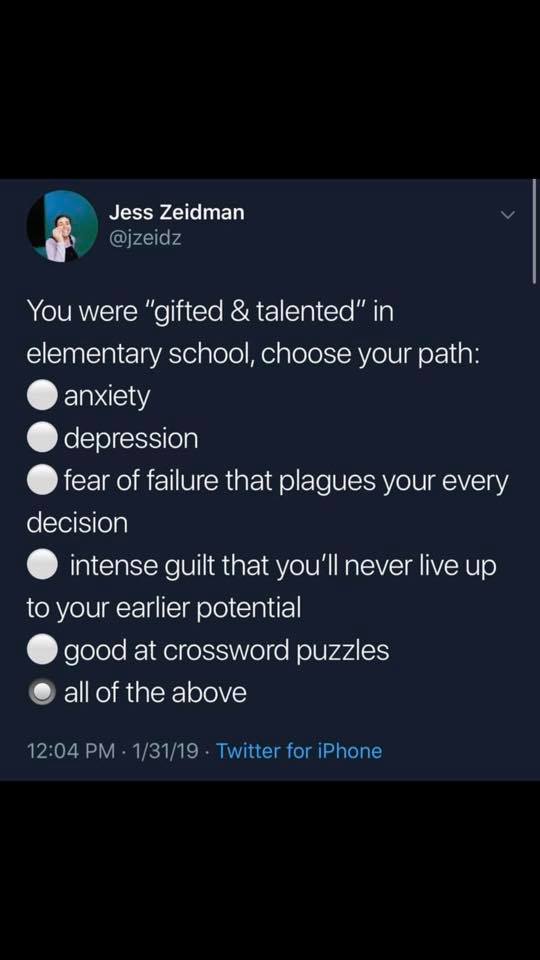 Jess Zeidman
@jzeidz
You were “gifted & talented” in
elementary school, choose your path:
⚪ anxiety
⚪ depression
⚪ fear of failure that plagues your every
decision
⚪ intense guilt that you’ll never live up
to your earlier potential
⚪ good at crossword puzzles
🔘 all of the above
12:04 PM · 1/31/19 · Twitter for iPhone